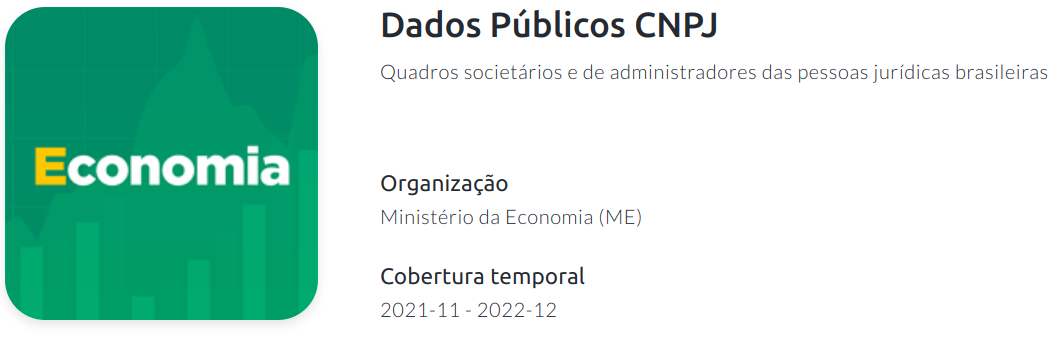 Economia
Dados Públicos CNPJ
Quadros societários e de administradores das pessoas jurídicas brasileiras
Organização
Ministério da Economia (ME)
Cobertura temporal
2021-11 - 2022-12